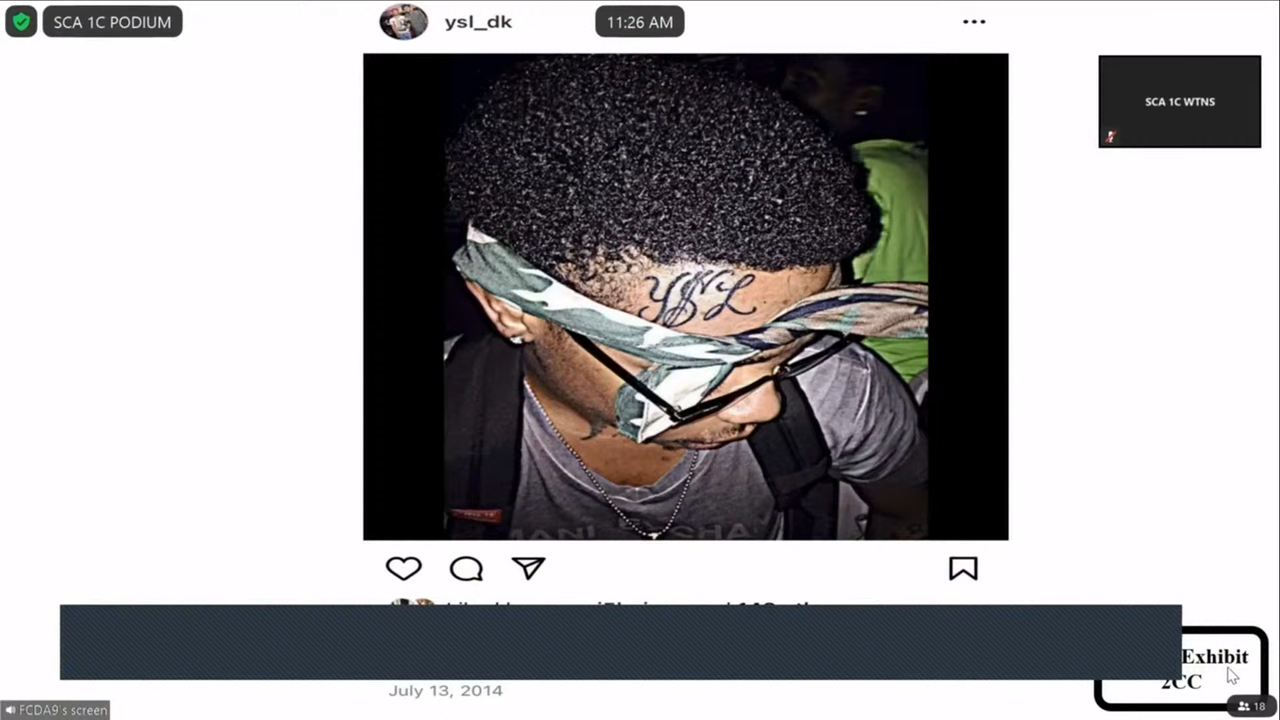 SCA 1C PODIUM
ysl_dk
11:26 AM
SCA 1C WTNS
YSL
July 13, 2014
Exhibit
2CC
FCDA9's screen
18